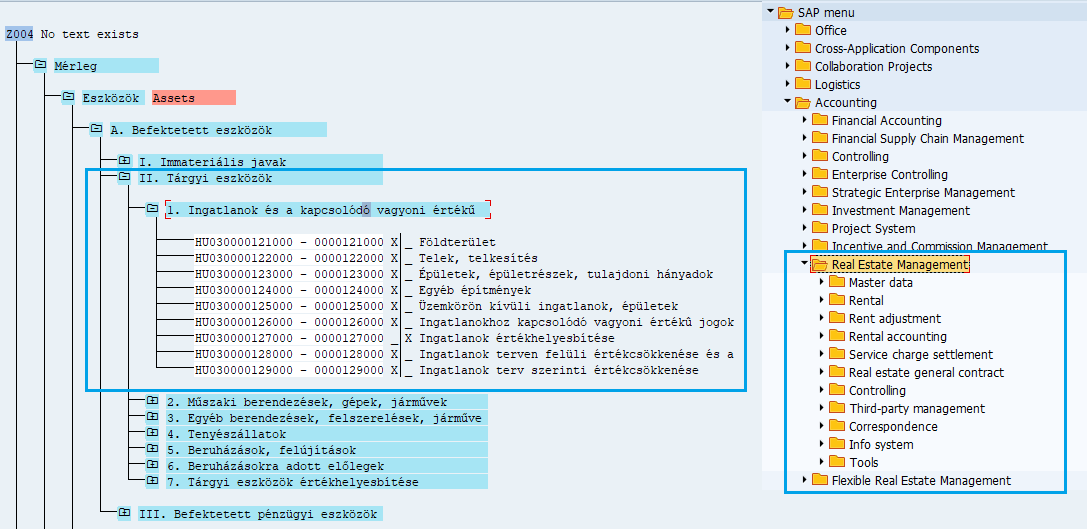 Z004 No text exists
Mérleg
Eszközök Assets
A. Befektetett eszközök
I. Immateriális javak
II. Tárgyi eszközök
1. Ingatlanok és a kapcsolódó vagyoni értékű
HU030000121000 - 0000121000 X _ Földterület
HU030000122000 - 0000122000 X _ Telek, telkesítés
HU030000123000 - 0000123000 X _ Épületek, épületrészek, tulajdoni hányadok
HU030000124000 - 0000124000 X _ Egyéb építmények
HU030000125000 - 0000125000 X _ Üzemkörön kívüli ingatlanok, épületek
HU030000126000 - 0000126000 X _ Ingatlanokhoz kapcsolódó vagyoni értékű jogok
HU030000127000 - 0000127000 _ X Ingatlanok értékhelyesbítése
HU030000128000 - 0000128000 X _ Ingatlanok terven felüli értékcsökkenése és a
HU030000129000 - 0000129000 X _ Ingatlanok terv szerinti értékcsökkenése
2. Műszaki berendezések, gépek, járművek
3. Egyéb berendezések, felszerelések, járműve
4. Tenyészállatok
5. Beruházások, felújítások
6. Beruházásokra adott előlegek
7. Tárgyi eszközök értékhelyesbítése
III. Befektetett pénzügyi eszközök
SAP menu
Office
Cross-Application Components
Collaboration Projects
Logistics
Accounting
Financial Accounting
Financial Supply Chain Management
Controlling
Enterprise Controlling
Strategic Enterprise Management
Investment Management
Project System
Incentive and Commission Management
Real Estate Management
Master data
Rental
Rent adjustment
Rental accounting
Service charge settlement
Real estate general contract
Controlling
Third-party management
Correspondence
Info system
Tools
Flexible Real Estate Management